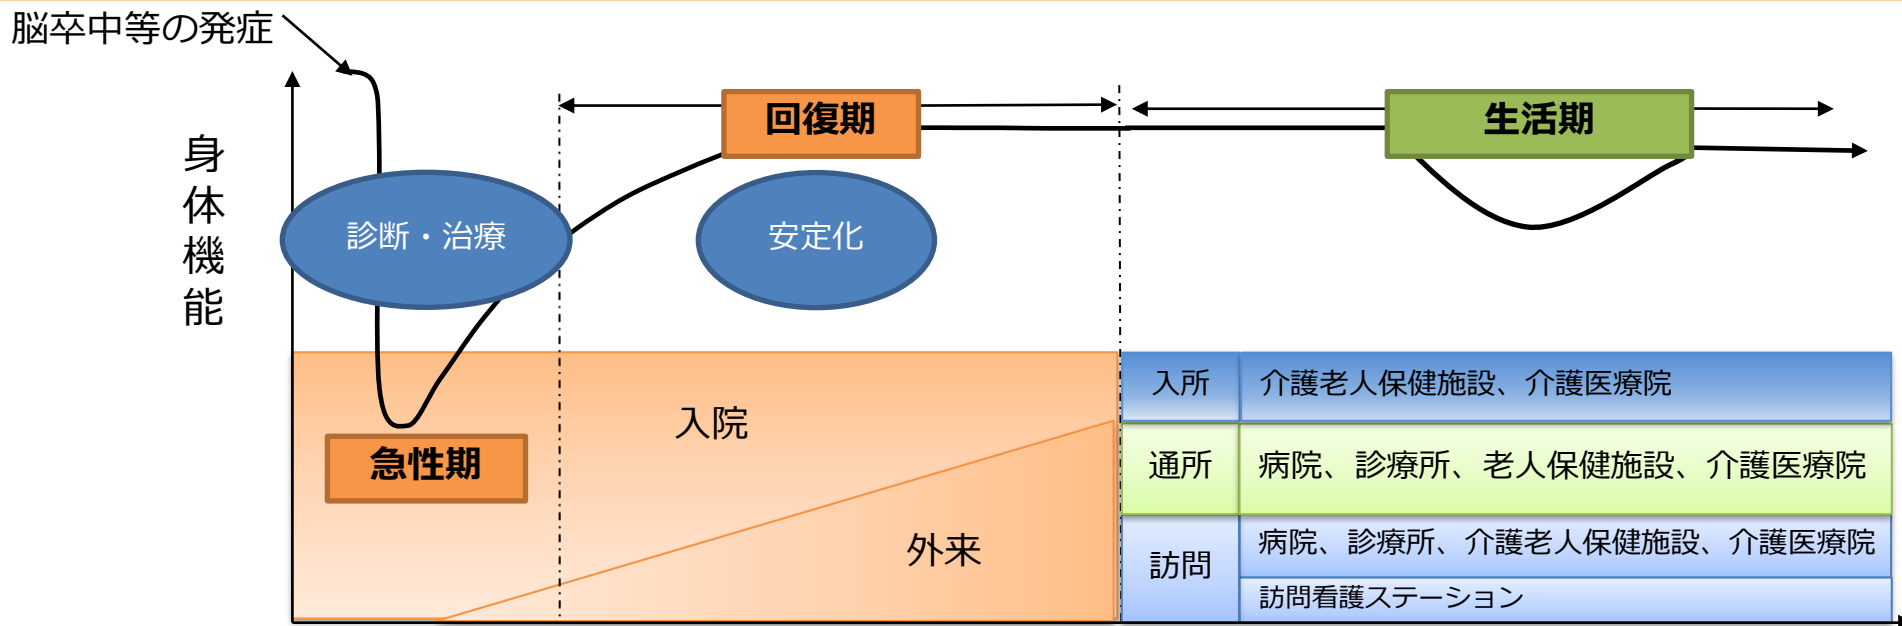 脳卒中等の発症
身体機能
回復期
生活期
診断・治療
安定化
急性期
入院
外来
入所
介護老人保健施設、介護医療院
通所
病院、診療所、老人保健施設、介護医療院
訪問
病院、診療所、介護老人保健施設、介護医療院
訪問看護ステーション